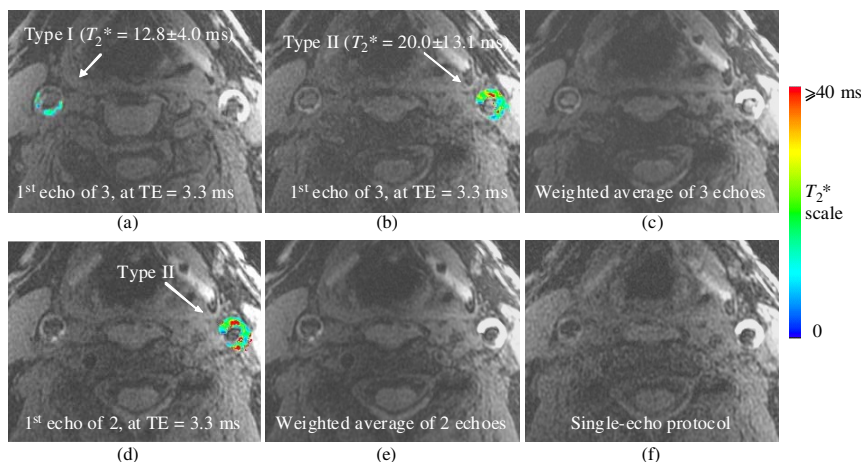 Type I (T₂* = 12.8±4.0 ms)
1ˢᵗ echo of 3, at TE = 3.3 ms
(a)
Type II (T₂* = 20.0±13.1 ms)
1ˢᵗ echo of 3, at TE = 3.3 ms
(b)
Weighted average of 3 echoes
(c)
⩾40 ms
T₂*
scale
0
Type II
1ˢᵗ echo of 2, at TE = 3.3 ms
(d)
Weighted average of 2 echoes
(e)
Single-echo protocol
(f)